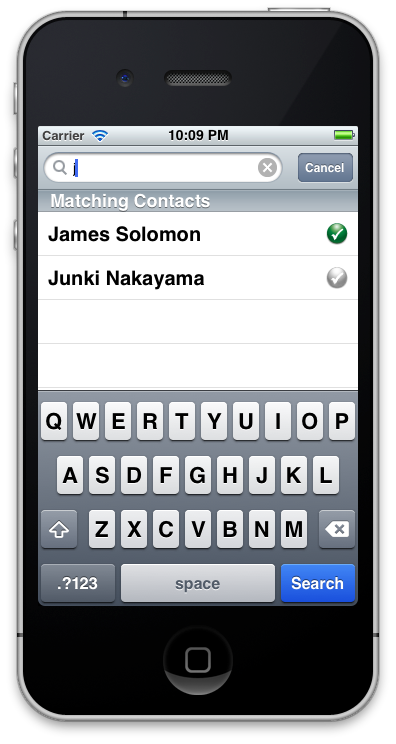 Carrier 10:09 PM
j Cancel
Matching Contacts
James Solomon
Junki Nakayama
Q W E R T Y U I O P
A S D F G H J K L
Z X C V B N M
.?123 space Search